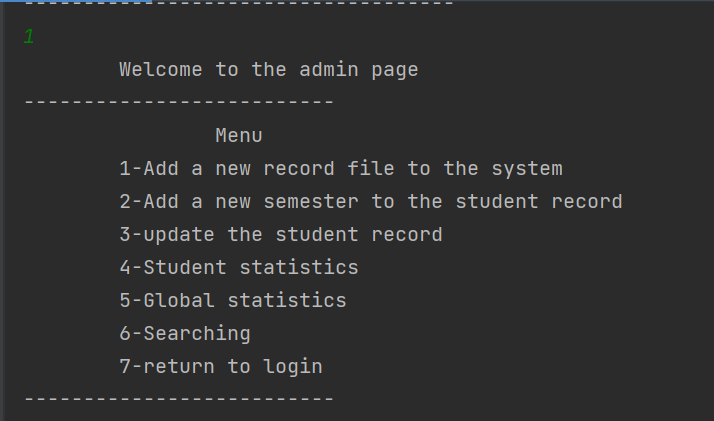 -----------------------------------
1
Welcome to the admin page
--------------------------
Menu
1-Add a new record file to the system
2-Add a new semester to the student record
3-update the student record
4-Student statistics
5-Global statistics
6-Searching
7-return to login
--------------------------